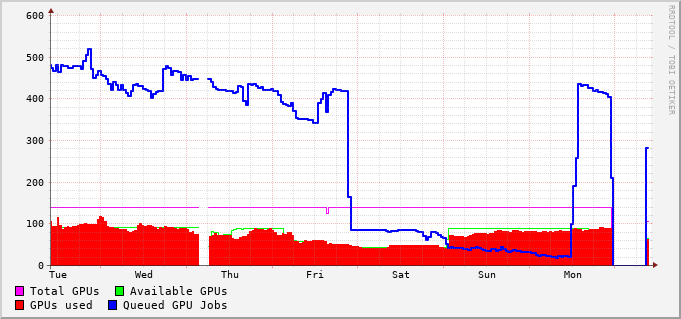 600
500
400
300
200
100
0
Tue Wed Thu Fri Sat Sun Mon
Total GPUs Available GPUs
GPUs used Queued GPU Jobs
RRDTOOL / TOBI OETIKER